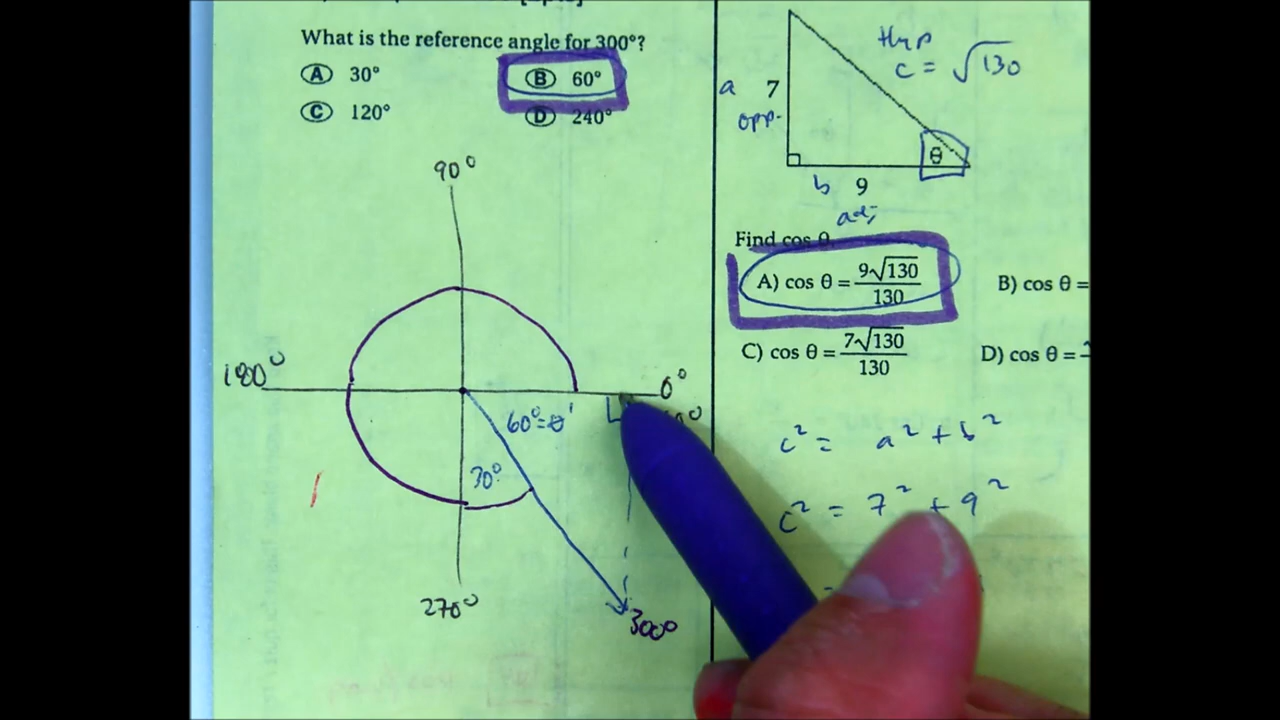 What is the reference angle for 300°?
A 30°
B 60°
C 120°
D 240°
90°
180°
0°
60° = θ'
30°
270°
300°
Hyp
c = √130
a 7
opp.
θ
b 9
adj
Find cos θ.
A) cos θ = 9√130 / 130
B) cos θ =
C) cos θ = 7√130 / 130
D) cos θ =
c² = a² + b²
c² = 7² + 9²